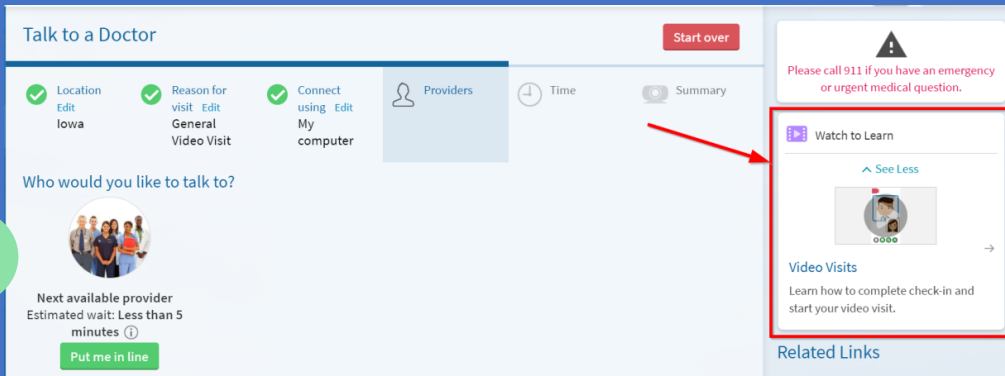 Talk to a Doctor
Start over
Location
Edit
Iowa
Reason for
visit Edit
General
Video Visit
Connect
using Edit
My
computer
Providers
Time
Summary
Who would you like to talk to?
Next available provider
Estimated wait: Less than 5
minutes
Put me in line
Please call 911 if you have an emergency
or urgent medical question.
Watch to Learn
See Less
Video Visits
Learn how to complete check-in and
start your video visit.
Related Links